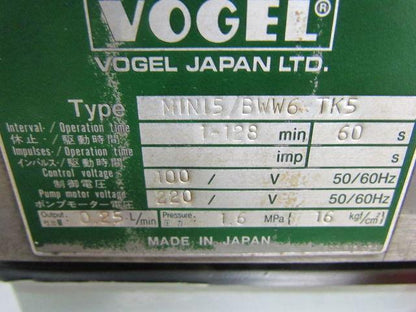 VOGEL®
VOGEL JAPAN LTD.
Type MINI5/BWW6 TK5
Interval-/Operation time
休止-/駆動時間 1-128 min 60 s
Impulses-/Operation time
インパルス-/駆動時間 imp s
Control voltage
制御電圧 100 / V 50/60Hz
Pump motor voltage
ポンプモーター電圧 220 / V 50/60Hz
Output: 0.25 L/min Pressure: 1.6 MPa{ 16 kgf/cm²}
MADE IN JAPAN